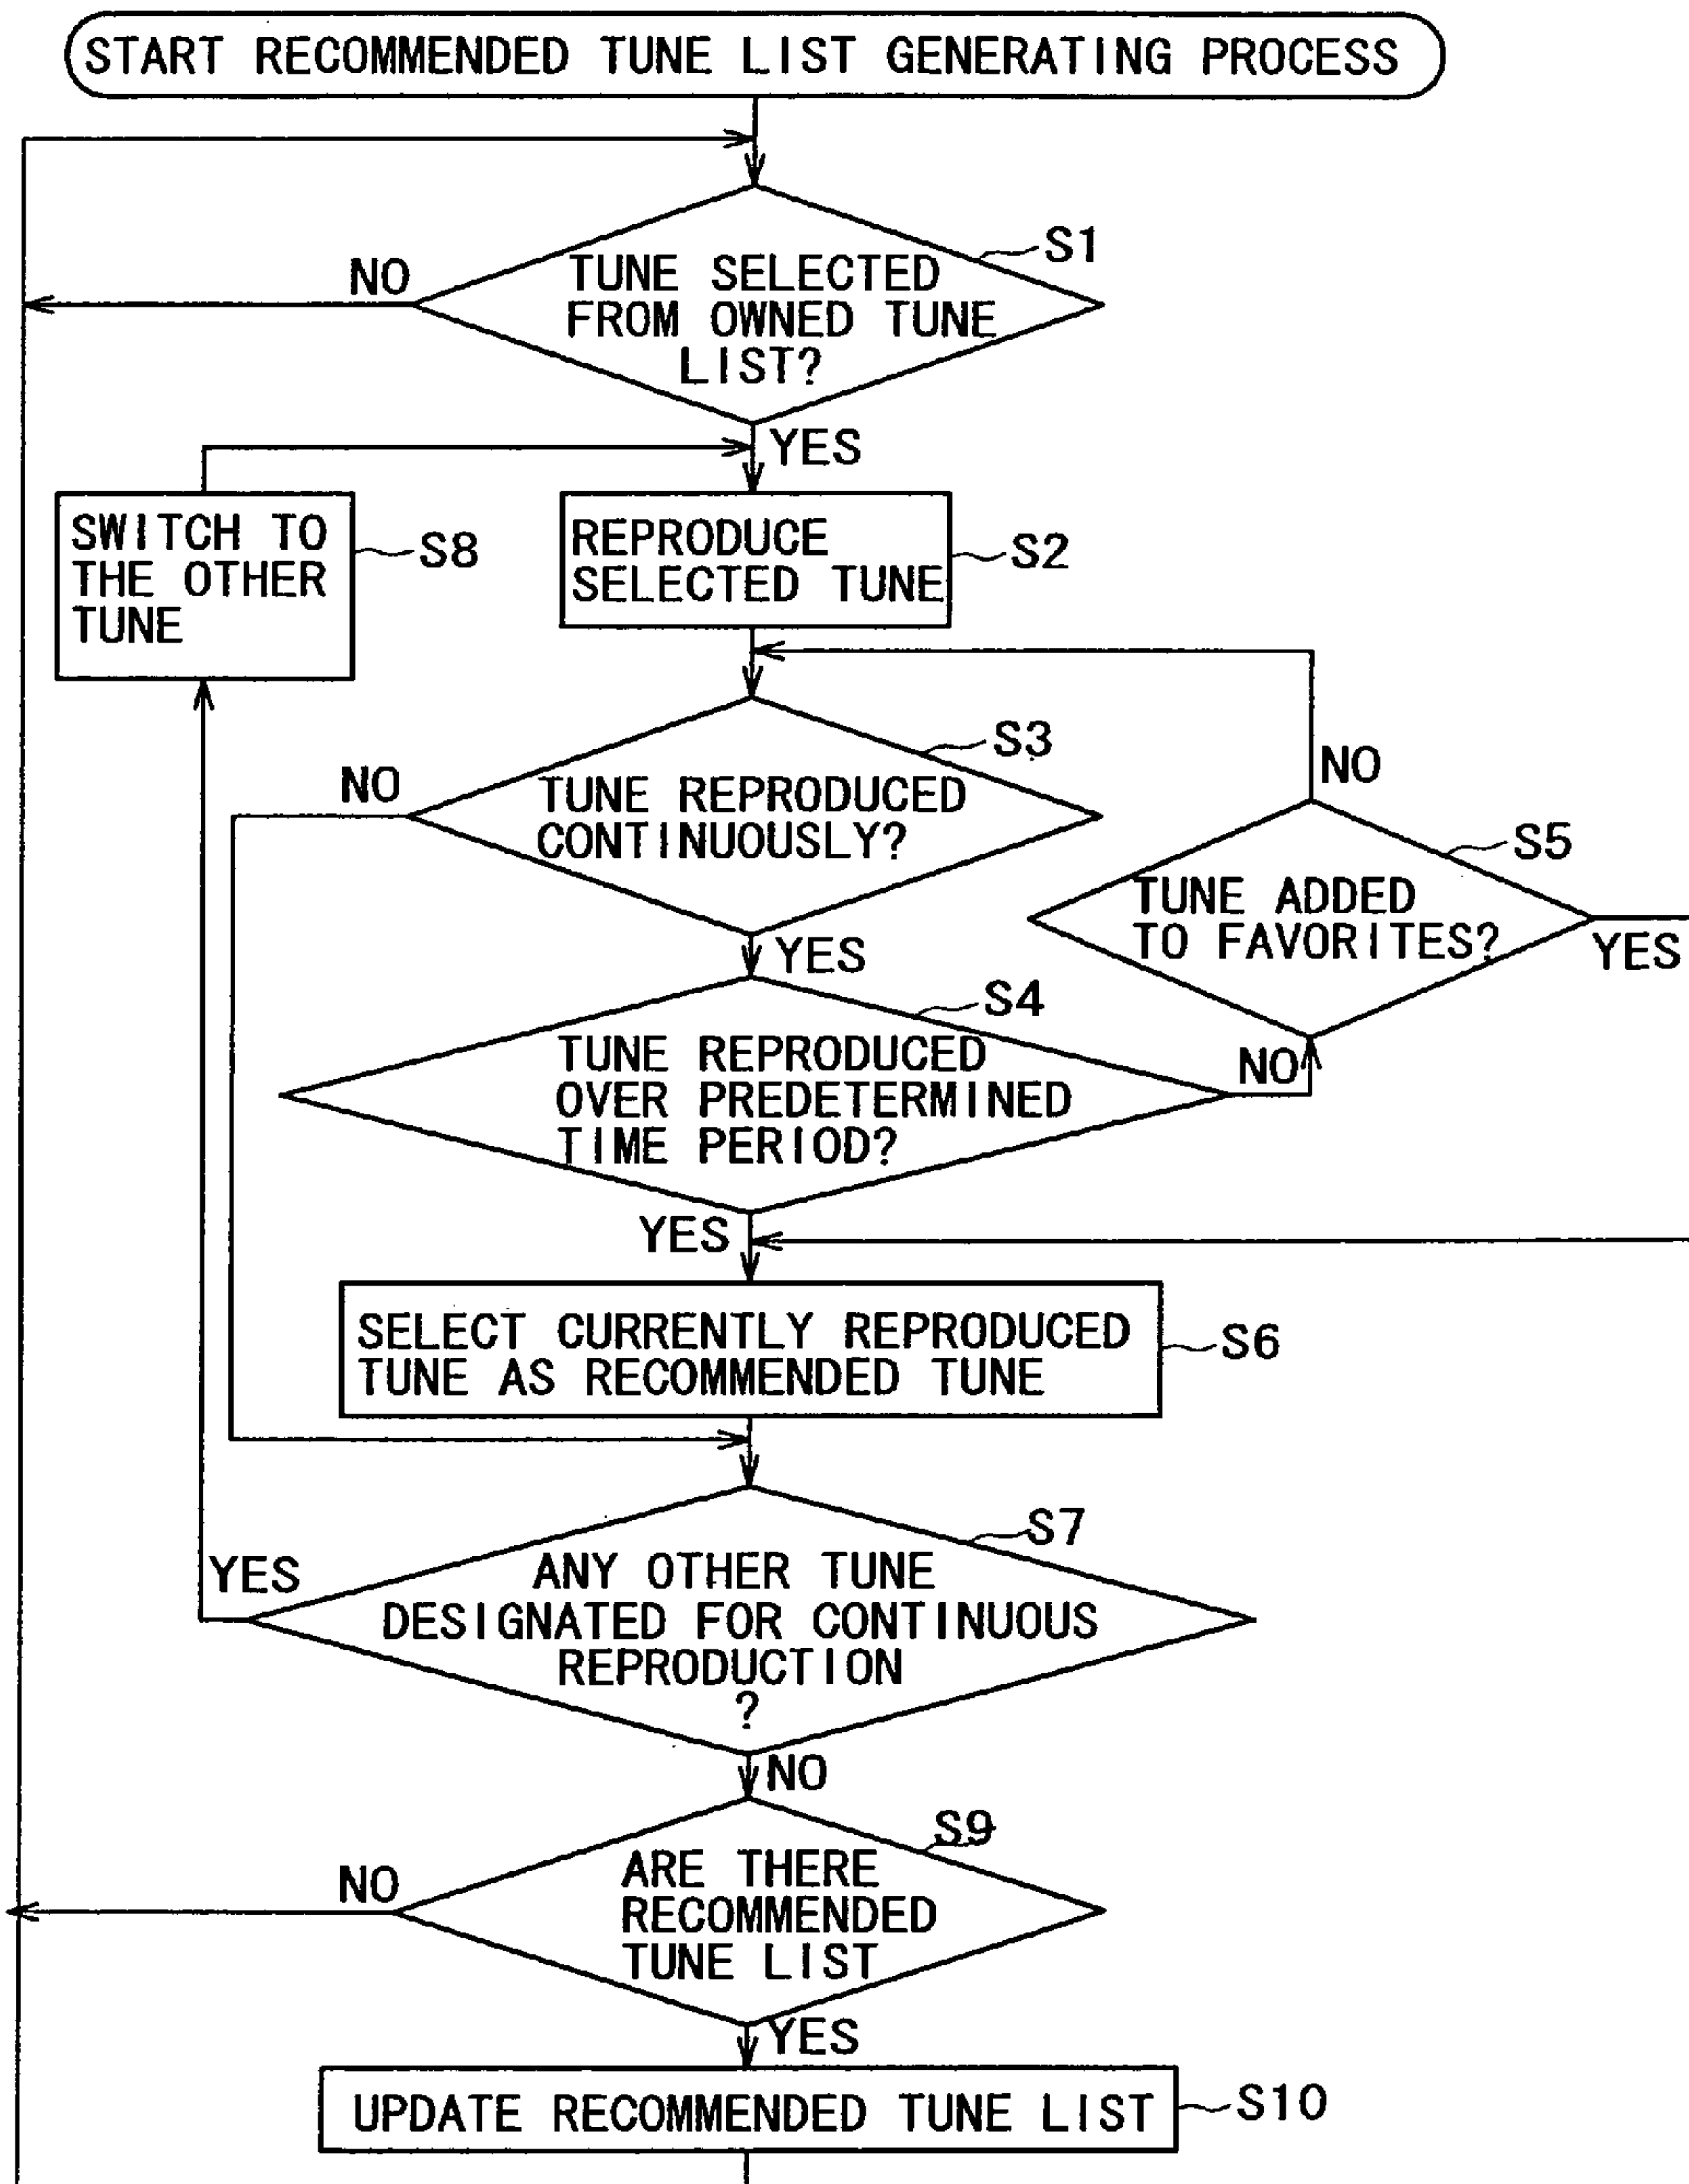 START RECOMMENDED TUNE LIST GENERATING PROCESS
S1
NO
TUNE SELECTED
FROM OWNED TUNE
LIST?
YES
SWITCH TO
THE OTHER
TUNE
S8
REPRODUCE
SELECTED TUNE
S2
S3
NO
TUNE REPRODUCED
CONTINUOUSLY?
NO
S5
TUNE ADDED
TO FAVORITES?
YES
YES
S4
TUNE REPRODUCED
OVER PREDETERMINED
TIME PERIOD?
NO
YES
SELECT CURRENTLY REPRODUCED
TUNE AS RECOMMENDED TUNE
S6
S7
YES
ANY OTHER TUNE
DESIGNATED FOR CONTINUOUS
REPRODUCTION
?
NO
S9
NO
ARE THERE
RECOMMENDED
TUNE LIST
YES
UPDATE RECOMMENDED TUNE LIST
S10